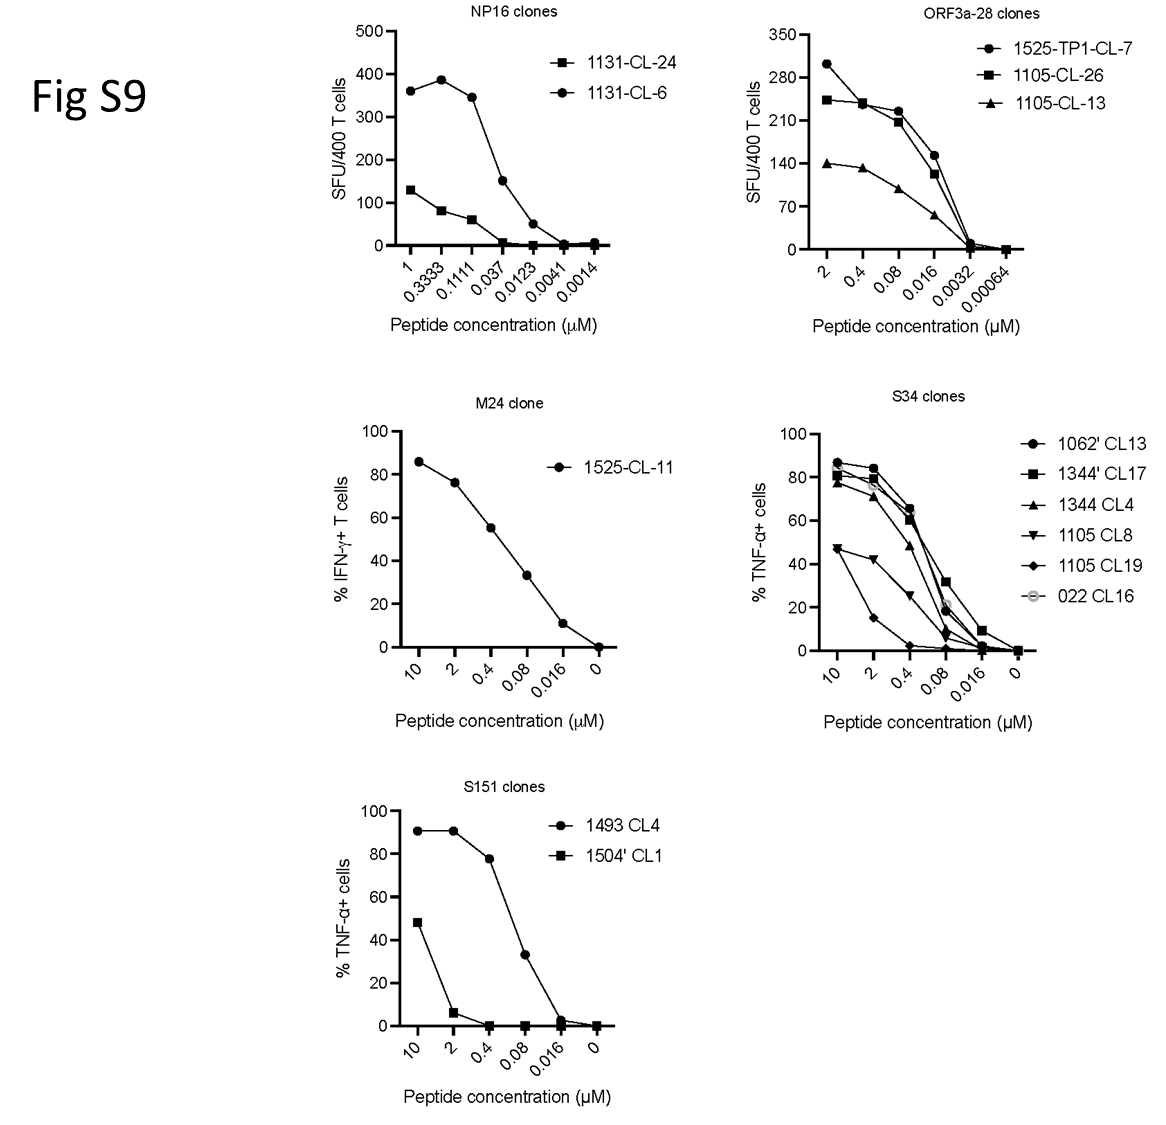 Fig S9
NP16 clones
SFU/400 T cells
500
400
300
200
100
0
1131-CL-24
1131-CL-6
1
0.3333
0.1111
0.037
0.0123
0.0041
0.0014
Peptide concentration (μM)
ORF3a-28 clones
SFU/400 T cells
350
280
210
140
70
0
1525-TP1-CL-7
1105-CL-26
1105-CL-13
2
0.4
0.08
0.016
0.0032
0.00064
Peptide concentration (μM)
M24 clone
% IFN-γ+ T cells
100
80
60
40
20
0
1525-CL-11
10
2
0.4
0.08
0.016
0
Peptide concentration (μM)
S34 clones
% TNF-α+ cells
100
80
60
40
20
0
1062' CL13
1344' CL17
1344 CL4
1105 CL8
1105 CL19
022 CL16
10
2
0.4
0.08
0.016
0
Peptide concentration (μM)
S151 clones
% TNF-α+ cells
100
80
60
40
20
0
1493 CL4
1504' CL1
10
2
0.4
0.08
0.016
0
Peptide concentration (μM)